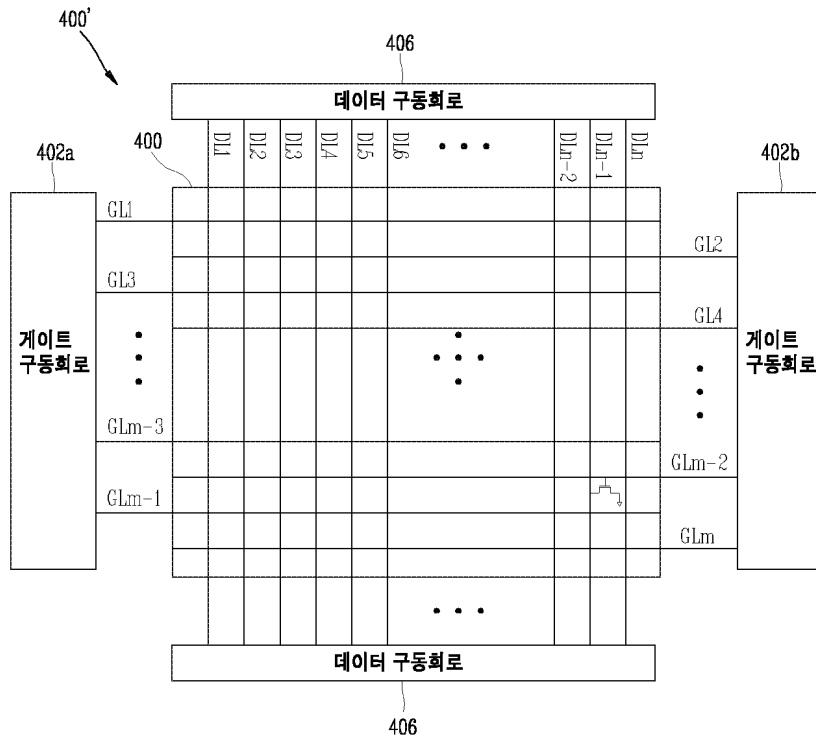 400'
406
데이터 구동회로
400
402a
402b
DL1
DL2
DL3
DL4
DL5
DL6
DLn-2
DLn-1
DLn
GL1
GL2
GL3
GL4
게이트
구동회로
게이트
구동회로
GLm-3
GLm-2
GLm-1
GLm
데이터 구동회로
406